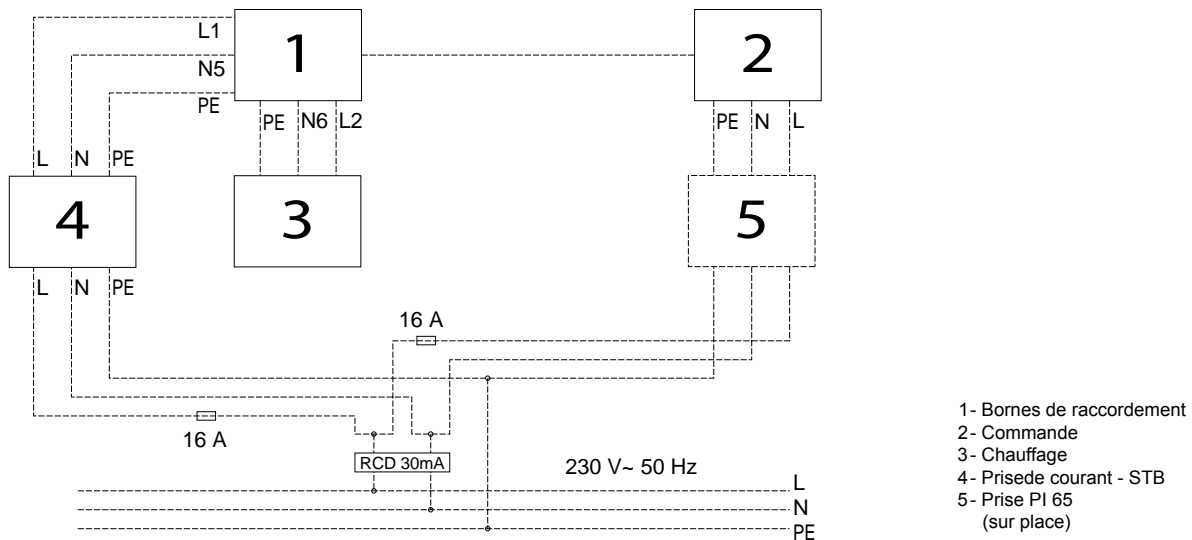 L1
1
2
N5
PE
PE
N6
L2
PE
N
L
L
N
PE
4
3
5
L
N
PE
16 A
16 A
RCD 30mA
230 V~ 50 Hz
L
N
PE
1- Bornes de raccordement
2- Commande
3- Chauffage
4- Prisede courant - STB
5- Prise PI 65
(sur place)